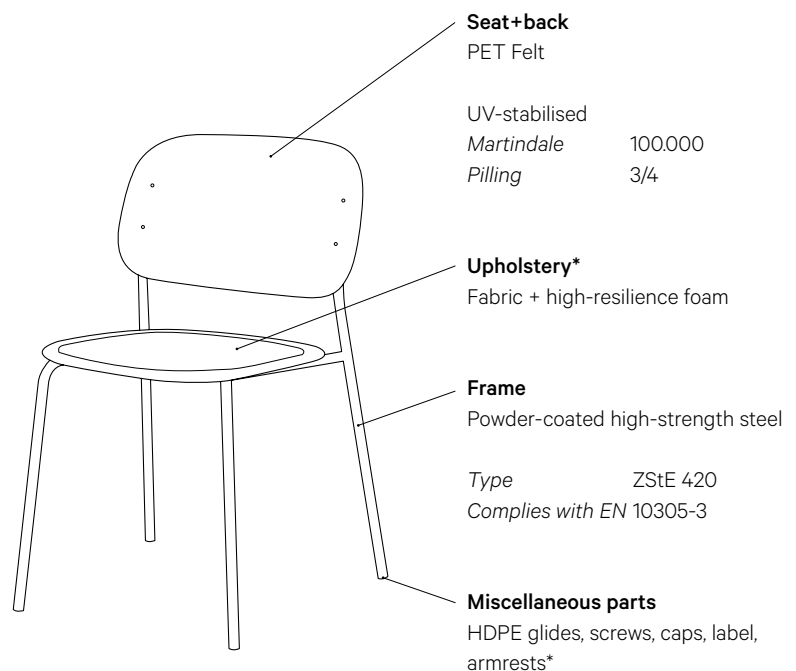 Seat+back
PET Felt
UV-stabilised
Martindale 100.000
Pilling 3/4
Upholstery*
Fabric + high-resilience foam
Frame
Powder-coated high-strength steel
Type ZStE 420
Complies with EN 10305-3
Miscellaneous parts
HDPE glides, screws, caps, label,
armrests*